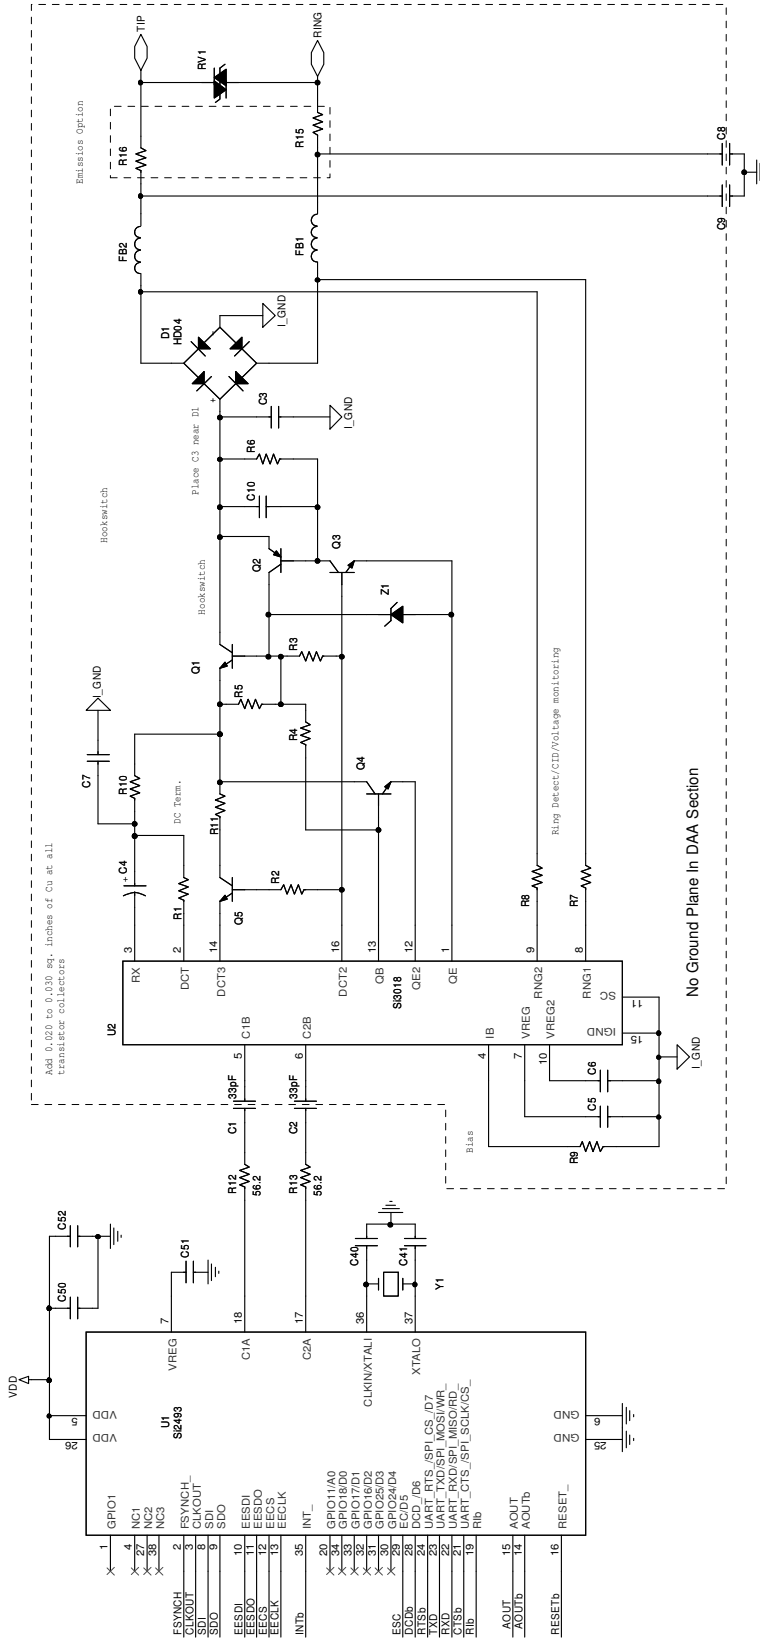 Add 0.020 to 0.030 sq. inches of Cu at all
transistor collectors
Hookswitch
Emissios Option
TIP
RING
RV1
R16
R15
FB2
FB1
C8
C9
D1
HD04
I_GND
+
-
Place C3 near D1
C3
I_GND
R6
C10
Hookswitch
Q2
Q3
Z1
Q1
R3
R5
R4
Q4
I_GND
C7
R10
DC Term.
R11
C4
+
R1
Q5
R2
Ring Detect/CID/Voltage monitoring
R8
R7
No Ground Plane In DAA Section
U2
Si3018
3
RX
2
DCT
14
DCT3
16
DCT2
13
QB
12
QE2
1
QE
9
RNG2
8
RNG1
11
SC
15
IGND
5
C1B
6
C2B
4
IB
7
VREG
10
VREG2
I_GND
C6
C5
R9
Bias
33pF
C1
33pF
C2
R12
56.2
R13
56.2
VDD
C50
C52
C51
C40
C41
Y1
U1
Si2493
5
VDD
26
VDD
7
VREG
18
C1A
17
C2A
36
CLKIN/XTALI
37
XTALO
6
GND
25
GND
1
GPIO1
4
NC1
27
NC2
38
NC3
FSYNCH
2
FSYNCH_
CLKOUT
3
CLKOUT_
SDI
8
SDI
SDO
9
SDO
EESDI
10
EESDI
EESDO
11
EESDO
EECS
12
EECS
EECLK
13
EECLK
INTb
35
INT_
20
GPIO11/A0
34
GPIO18/D0
33
GPIO17/D1
32
GPIO16/D2
31
GPIO25/D3
30
GPIO24/D4
ESC
29
EC/D5
DCDb
28
DCD_/D6
RTSb
24
UART_RTS_/SPI_CS_/D7
TXD
23
UART_TXD/SPI_MOSI/WR_
RXD
22
UART_RXD/SPI_MISO/RD_
CTSb
21
UART_CTS_/SPI_SCLK/CS_
RIb
19
RIb
AOUT
15
AOUT
AOUTb
14
AOUTb
RESETb
16
RESET_